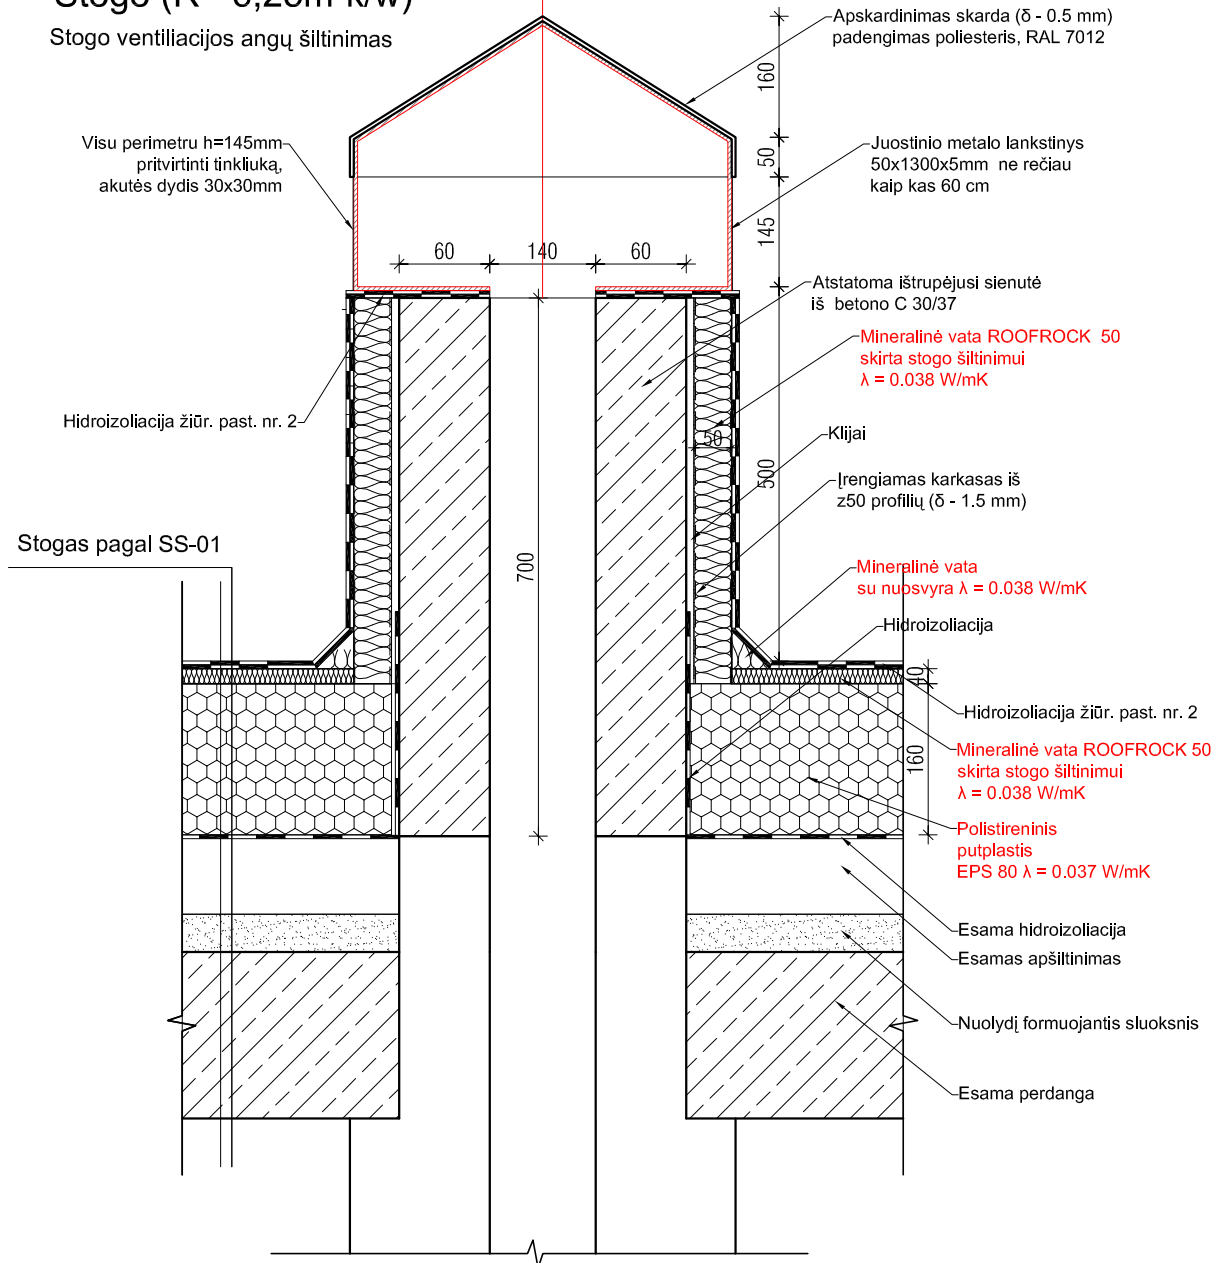 Stogo ventiliacijos angų šiltinimas
Apskardinimas skarda (δ - 0.5 mm)
padengimas poliesteris, RAL 7012
160
Visu perimetru h=145mm
pritvirtinti tinkliuką,
akutės dydis 30x30mm
50
Juostinio metalo lankstinys
50x1300x5mm ne rečiau
kaip kas 60 cm
145
60
140
60
Atstatoma ištrupėjusi sienutė
iš betono C 30/37
Mineralinė vata ROOFROCK 50
skirta stogo šiltinimui
λ = 0.038 W/mK
Hidroizoliacija žiūr. past. nr. 2
50
Klijai
500
Įrengiamas karkasas iš
z50 profilių (δ - 1.5 mm)
Stogas pagal SS-01
700
Mineralinė vata
su nuosvyra λ = 0.038 W/mK
Hidroizoliacija
40
Hidroizoliacija žiūr. past. nr. 2
160
Mineralinė vata ROOFROCK 50
skirta stogo šiltinimui
λ = 0.038 W/mK
Polistireninis
putplastis
EPS 80 λ = 0.037 W/mK
Esama hidroizoliacija
Esamas apšiltinimas
Nuolydį formuojantis sluoksnis
Esama perdanga